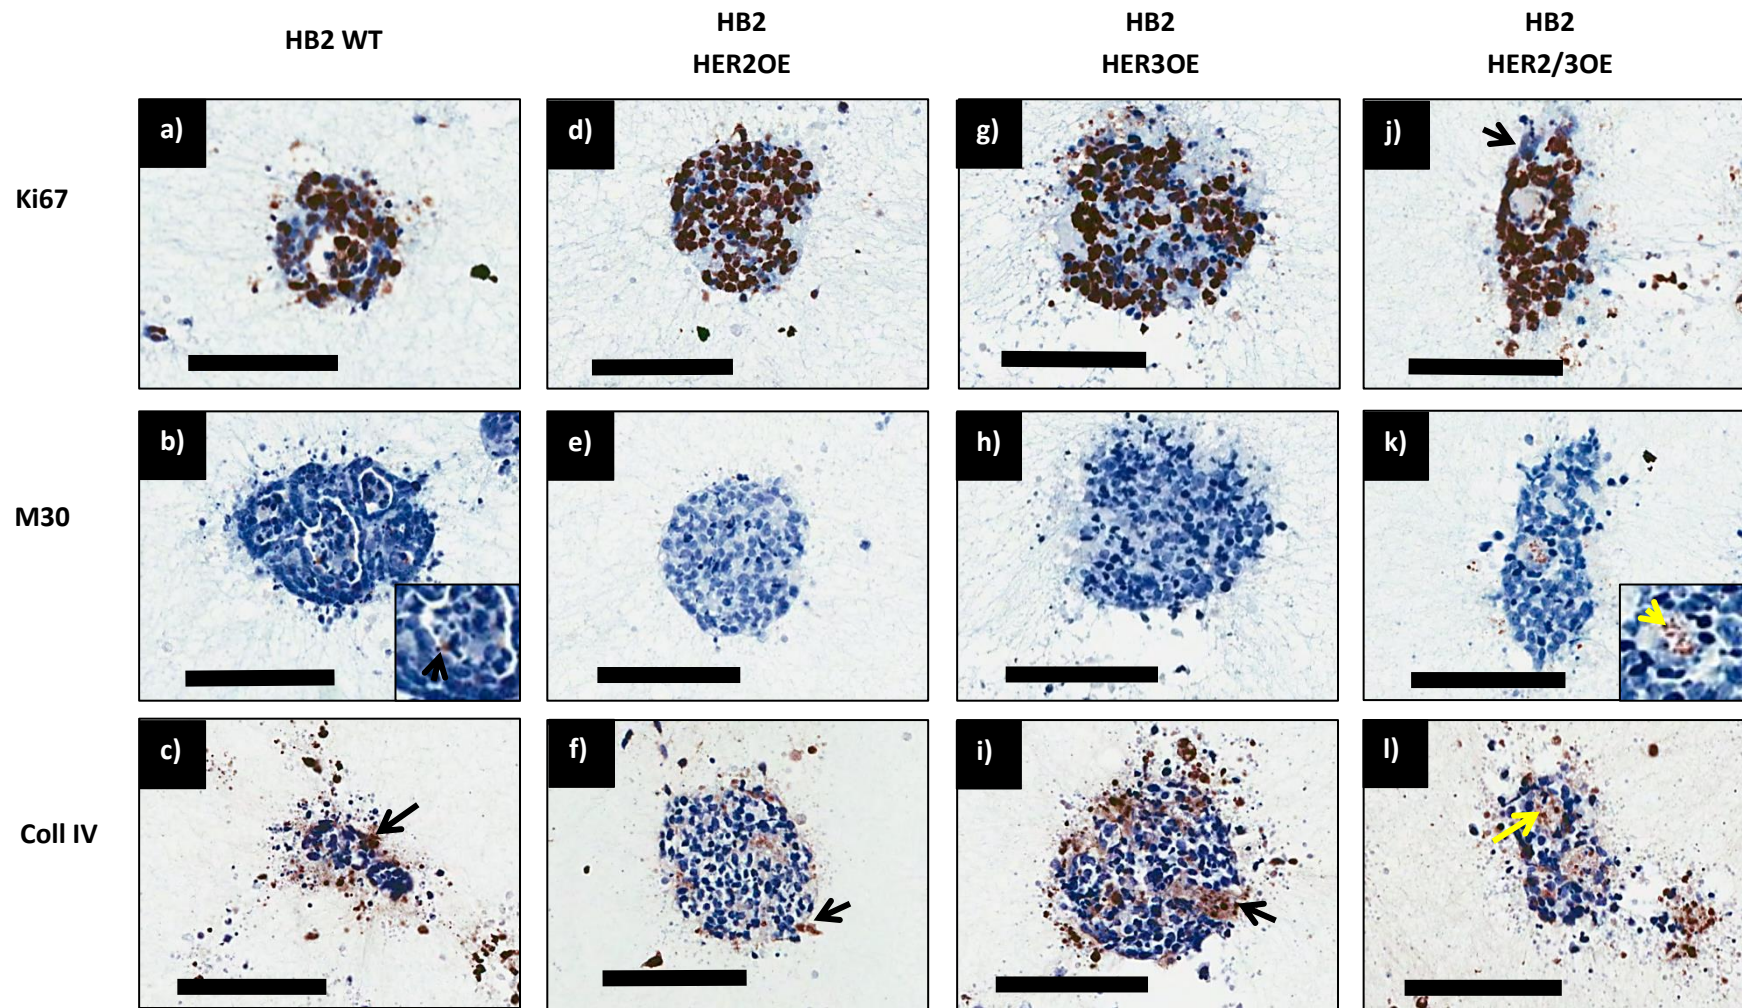 HB2 WT
HB2
HER2OE
HB2
HER3OE
HB2
HER2/3OE
Ki67
a)
d)
g)
j)
M30
b)
e)
h)
k)
Coll IV
c)
f)
i)
l)